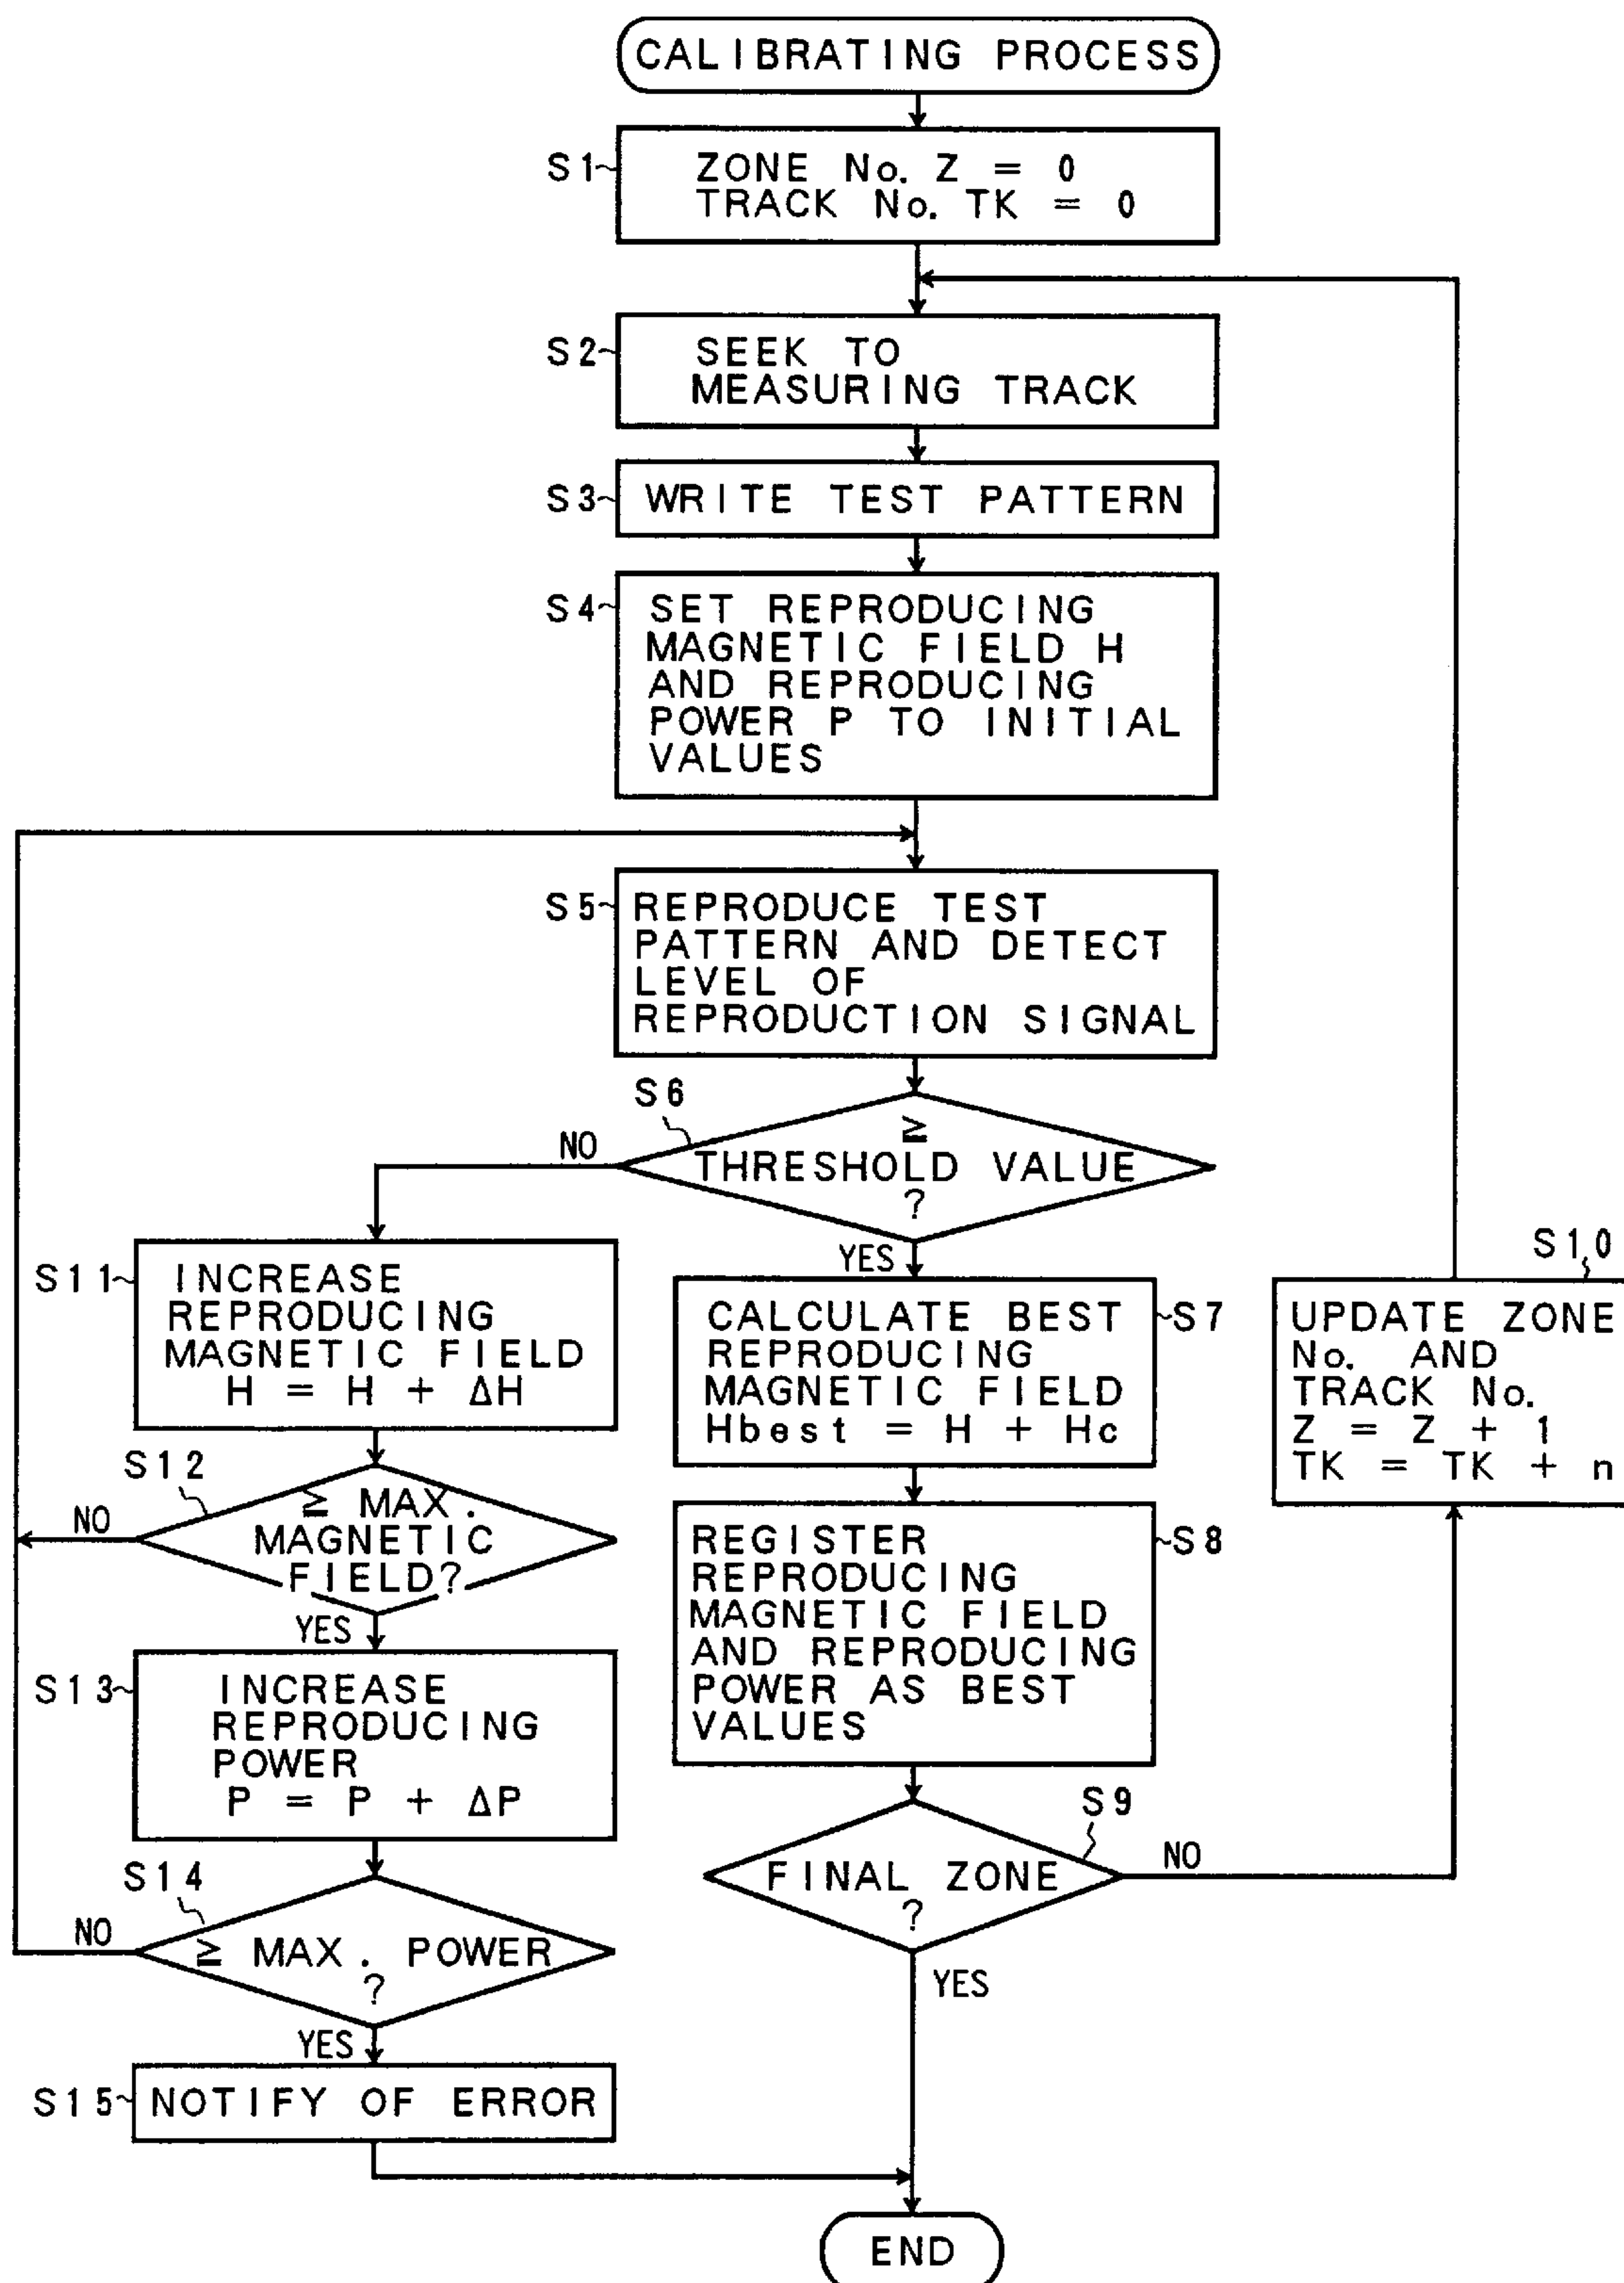 CALIBRATING PROCESS
S1
ZONE No. Z = 0
TRACK No. TK = 0
S2
SEEK TO
MEASURING TRACK
S3
WRITE TEST PATTERN
S4
SET REPRODUCING
MAGNETIC FIELD H
AND REPRODUCING
POWER P TO INITIAL
VALUES
S5
REPRODUCE TEST
PATTERN AND DETECT
LEVEL OF
REPRODUCTION SIGNAL
S6
≧
THRESHOLD VALUE
?
NO
YES
S11
INCREASE
REPRODUCING
MAGNETIC FIELD
H = H + ΔH
S7
CALCULATE BEST
REPRODUCING
MAGNETIC FIELD
Hbest = H + Hc
S10
UPDATE ZONE
No. AND
TRACK No.
Z = Z + 1
TK = TK + n
S12
≧ MAX.
MAGNETIC
FIELD?
NO
YES
S8
REGISTER
REPRODUCING
MAGNETIC FIELD
AND REPRODUCING
POWER AS BEST
VALUES
S13
INCREASE
REPRODUCING
POWER
P = P + ΔP
S9
FINAL ZONE
?
NO
YES
S14
≧ MAX. POWER
?
NO
YES
S15
NOTIFY OF ERROR
END